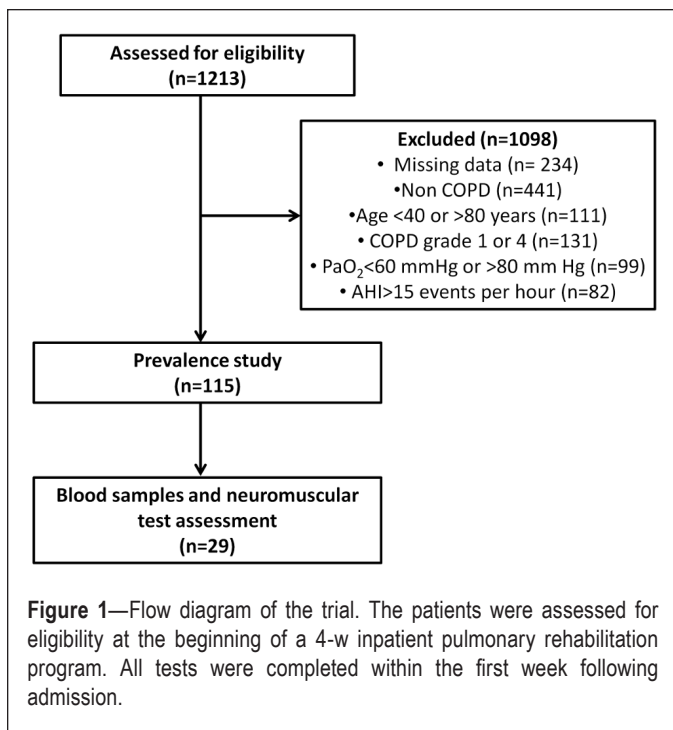 Assessed for eligibility
(n=1213)
Excluded (n=1098)
• Missing data (n= 234)
•Non COPD (n=441)
•Age <40 or >80 years (n=111)
• COPD grade 1 or 4 (n=131)
• PaO₂<60 mmHg or >80 mm Hg (n=99)
• AHI>15 events per hour (n=82)
Prevalence study
(n=115)
Blood samples and neuromuscular
test assessment
(n=29)
Figure 1—Flow diagram of the trial. The patients were assessed for
eligibility at the beginning of a 4-w inpatient pulmonary rehabilitation
program. All tests were completed within the first week following
admission.